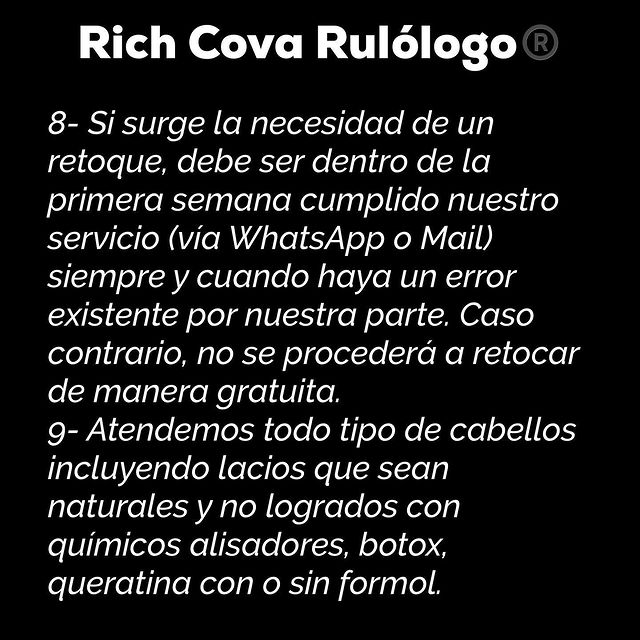 Rich Cova Rulólogo®
8- Si surge la necesidad de un
retoque, debe ser dentro de la
primera semana cumplido nuestro
servicio (vía WhatsApp o Mail)
siempre y cuando haya un error
existente por nuestra parte. Caso
contrario, no se procederá a retocar
de manera gratuita.
9- Atendemos todo tipo de cabellos
incluyendo lacios que sean
naturales y no logrados con
químicos alisadores, botox,
queratina con o sin formol.